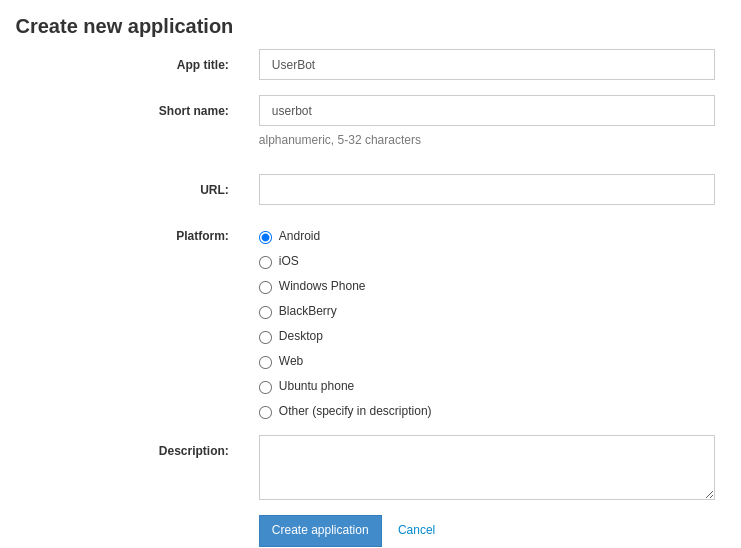 Create new application
App title:
UserBot
Short name:
userbot
alphanumeric, 5-32 characters
URL:
Platform:
Android
iOS
Windows Phone
BlackBerry
Desktop
Web
Ubuntu phone
Other (specify in description)
Description:
Create application
Cancel